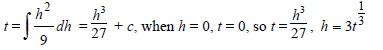 t = ∫ h²/9 dh = h³/27 + c, when h = 0, t = 0, so t = h³/27, h = 3t^(1/3)